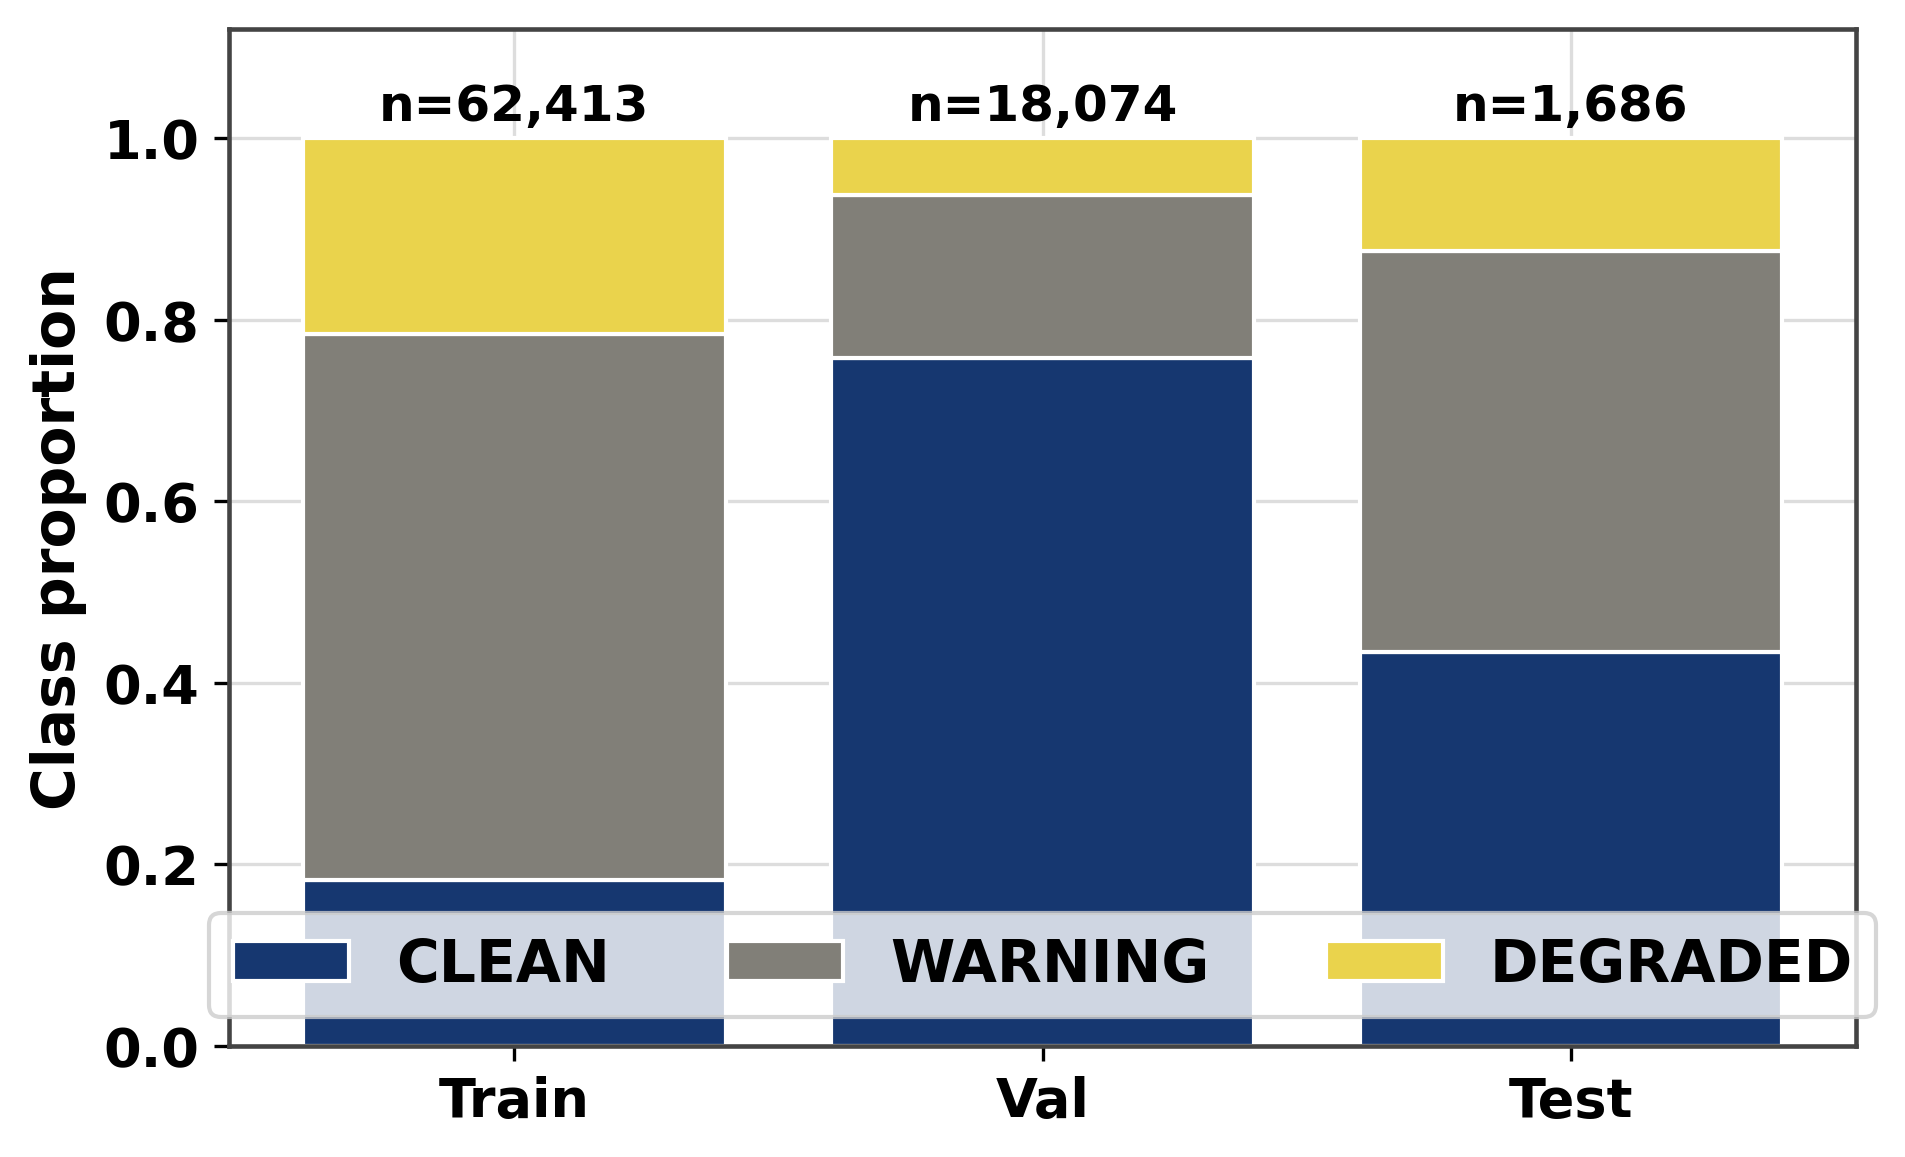 n=62,413 n=18,074 n=1,686
1.0
0.8
0.6
0.4
0.2
0.0
Class proportion
CLEAN WARNING DEGRADED
Train Val Test